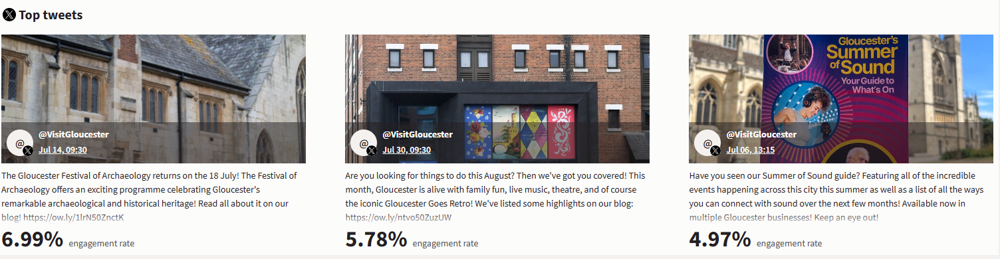 Top tweets
@VisitGloucester
Jul 14, 09:30
The Gloucester Festival of Archaeology returns on the 18 July! The Festival of
Archaeology offers an exciting programme celebrating Gloucester's
remarkable archaeological and historical heritage! Read all about it on our
blog! https://ow.ly/1lrN50ZnctK
6.99% engagement rate
@VisitGloucester
Jul 30, 09:30
Are you looking for things to do this August? Then we've got you covered! This
month, Gloucester is alive with family fun, live music, theatre, and of course
the iconic Gloucester Goes Retro! We've listed some highlights on our blog:
https://ow.ly/ntvo50ZuzUW
5.78% engagement rate
Gloucester's
Summer
of Sound
Your Guide to
What's On
@VisitGloucester
Jul 06, 13:15
Have you seen our Summer of Sound guide? Featuring all of the incredible
events happening across this city this summer as well as a list of all the ways
you can connect with sound over the next few months! Available now in
multiple Gloucester businesses! Keep an eye out!
4.97% engagement rate